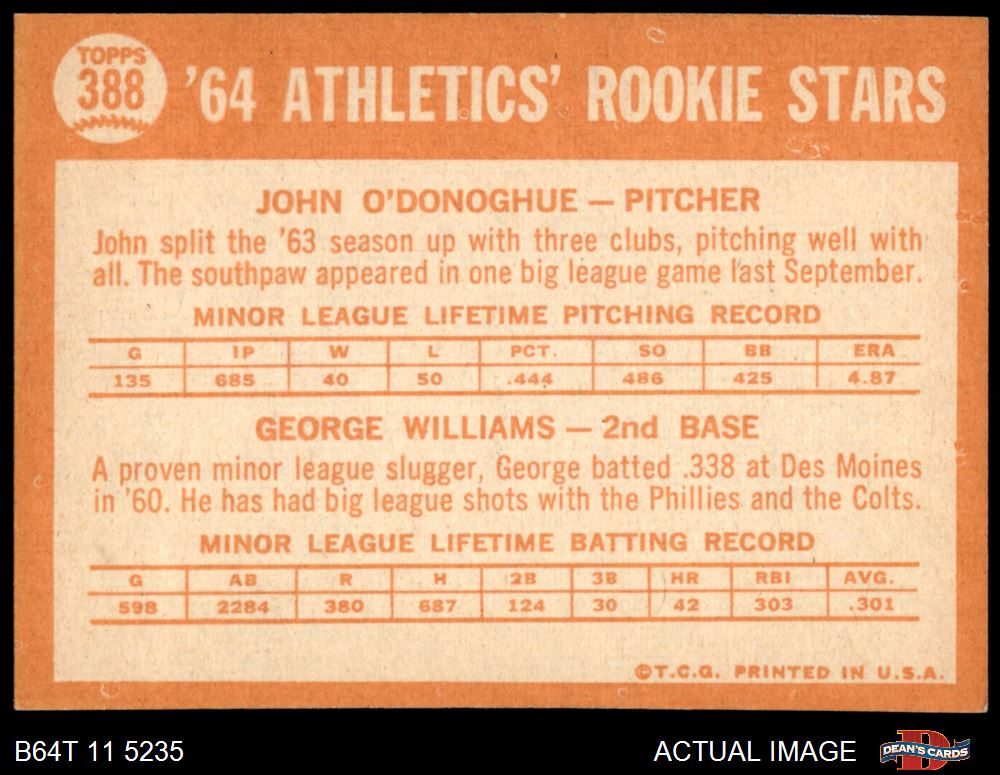 TOPPS
388
'64 ATHLETICS' ROOKIE STARS
JOHN O'DONOGHUE — PITCHER
John split the '63 season up with three clubs, pitching well with
all. The southpaw appeared in one big league game last September.
MINOR LEAGUE LIFETIME PITCHING RECORD
G IP W L PCT. SO BB ERA
135 685 40 50 .444 486 425 4.87
GEORGE WILLIAMS — 2nd BASE
A proven minor league slugger, George batted .338 at Des Moines
in '60. He has had big league shots with the Phillies and the Colts.
MINOR LEAGUE LIFETIME BATTING RECORD
G AB R H 2B 3B HR RBI AVG.
598 2284 380 687 124 30 42 303 .301
©T.C.G. PRINTED IN U.S.A.
B64T 11 5235
ACTUAL IMAGE
D
DEAN'S CARDS